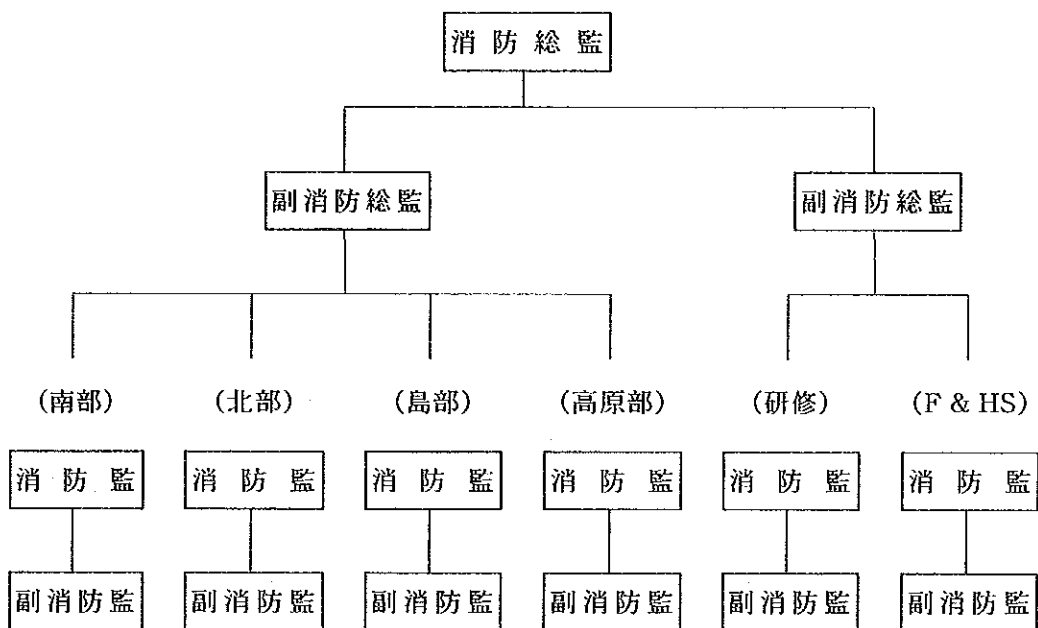 消防総監
副消防総監 副消防総監
(南部) (北部) (島部) (高原部) (研修) (F & HS)
消防監 消防監 消防監 消防監 消防監 消防監
副消防監 副消防監 副消防監 副消防監 副消防監 副消防監